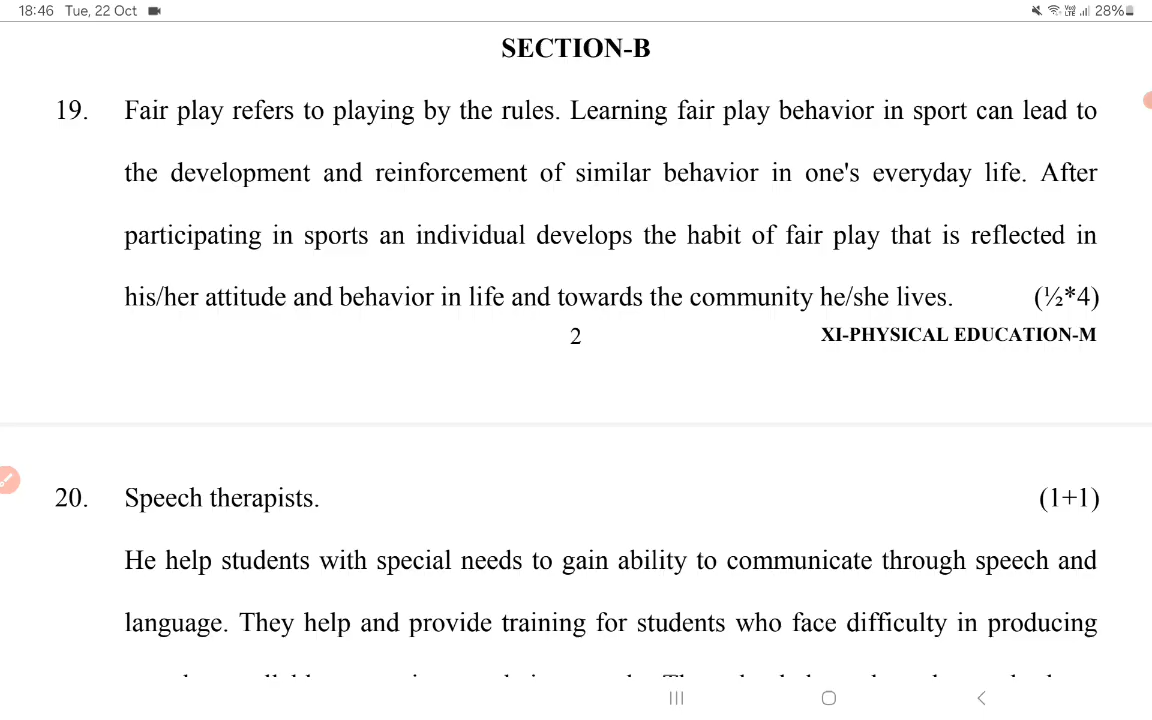 18:46 Tue, 22 Oct
28%
SECTION-B
19. Fair play refers to playing by the rules. Learning fair play behavior in sport can lead to
the development and reinforcement of similar behavior in one's everyday life. After
participating in sports an individual develops the habit of fair play that is reflected in
his/her attitude and behavior in life and towards the community he/she lives. (½*4)
2 XI-PHYSICAL EDUCATION-M
20. Speech therapists. (1+1)
He help students with special needs to gain ability to communicate through speech and
language. They help and provide training for students who face difficulty in producing